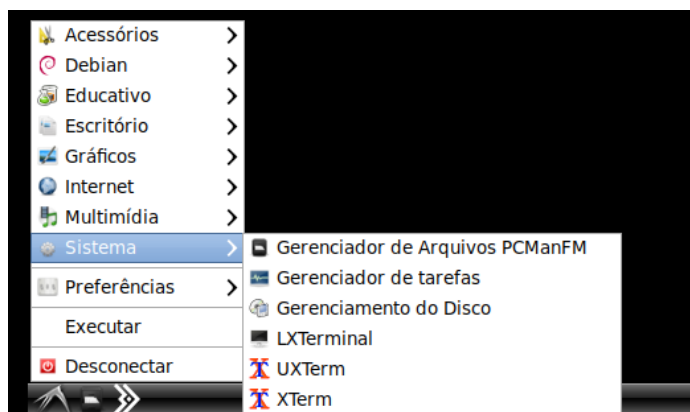 Acessórios
Debian
Educativo
Escritório
Gráficos
Internet
Multimídia
Sistema
Preferências
Executar
Desconectar
Gerenciador de Arquivos PCManFM
Gerenciador de tarefas
Gerenciamento do Disco
LXTerminal
UXTerm
XTerm